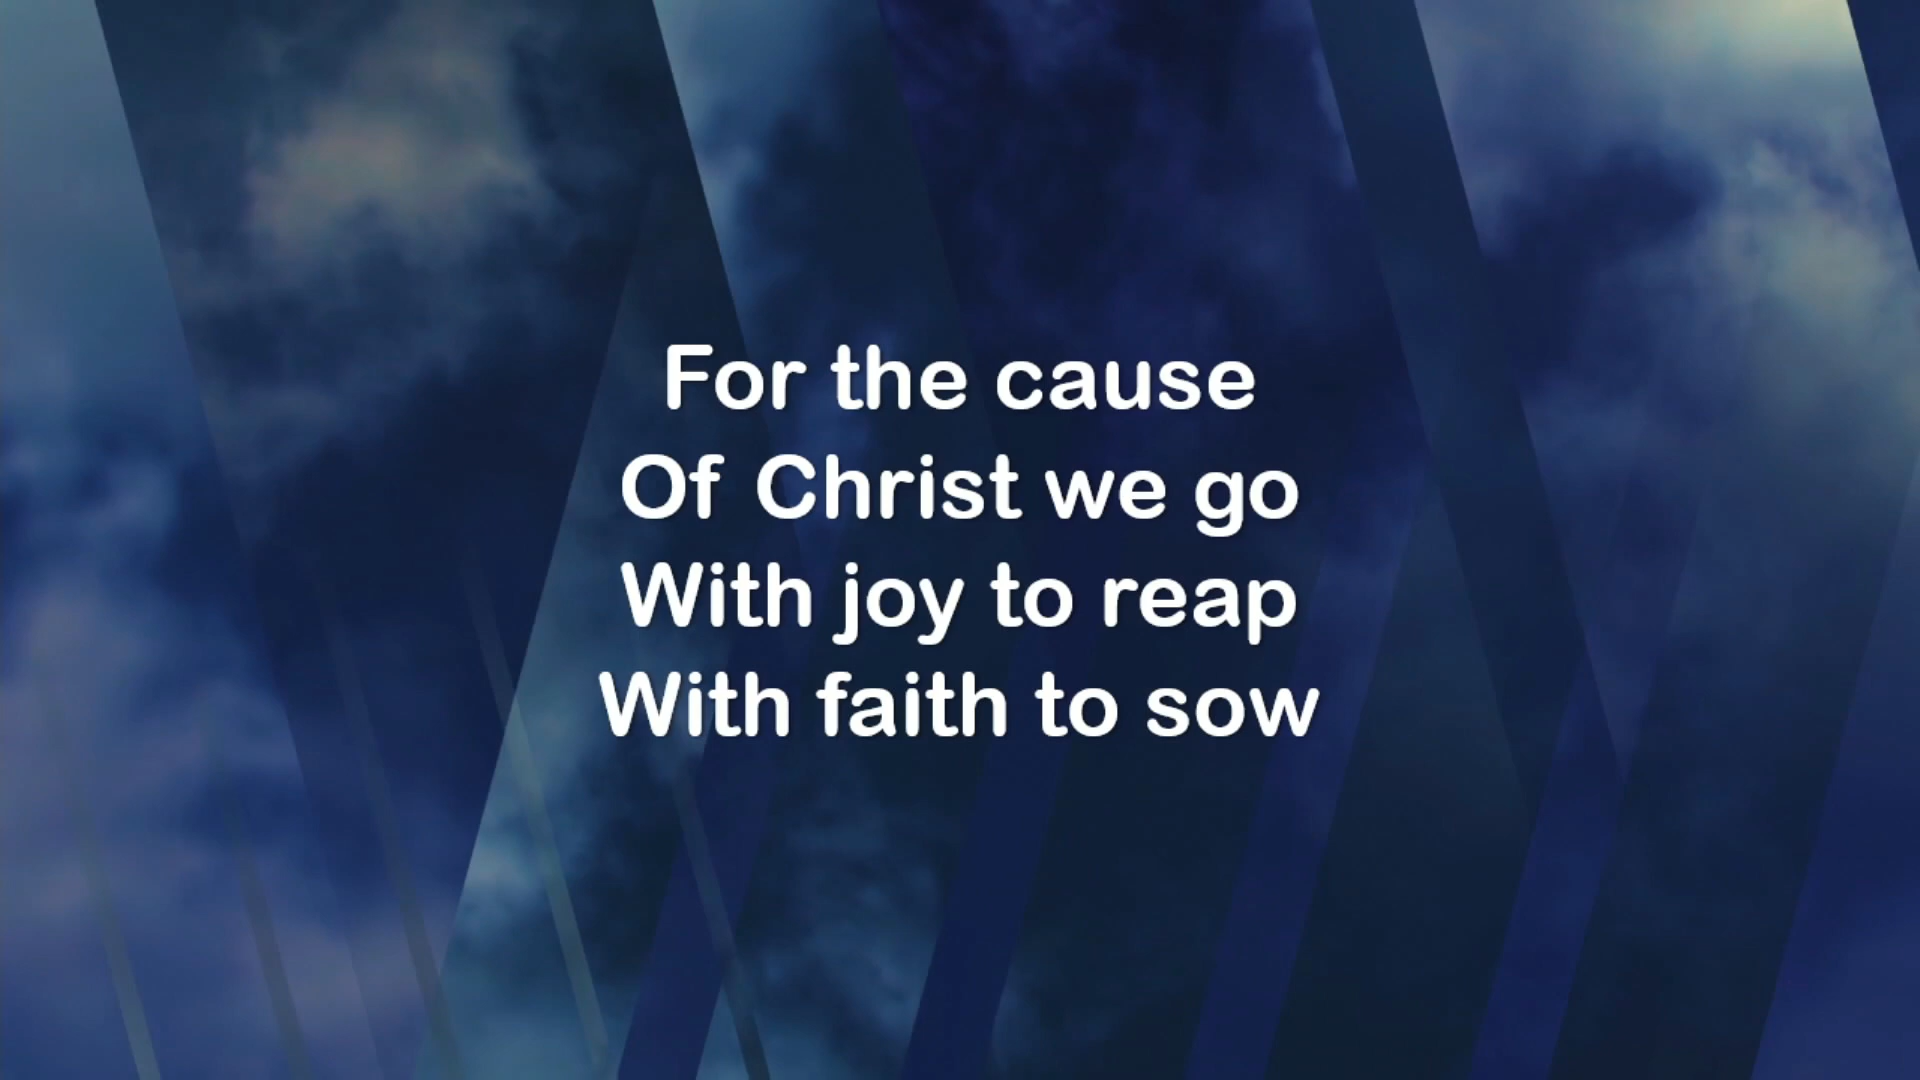 For the cause
Of Christ we go
With joy to reap
With faith to sow